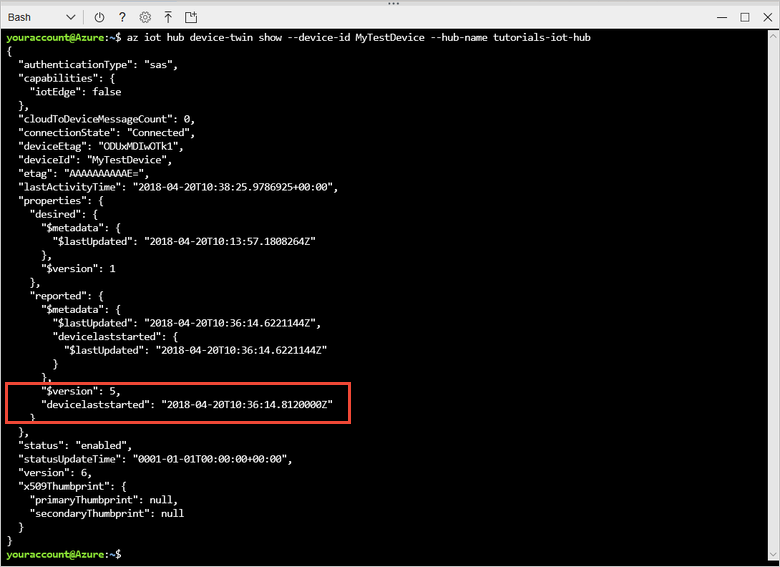 Bash
youraccount@Azure:~$ az iot hub device-twin show --device-id MyTestDevice --hub-name tutorials-iot-hub
{
  "authenticationType": "sas",
  "capabilities": {
    "iotEdge": false
  },
  "cloudToDeviceMessageCount": 0,
  "connectionState": "Connected",
  "deviceEtag": "ODUxMDIwOTk1",
  "deviceId": "MyTestDevice",
  "etag": "AAAAAAAAAAE=",
  "lastActivityTime": "2018-04-20T10:38:25.9786925+00:00",
  "properties": {
    "desired": {
      "$metadata": {
        "$lastUpdated": "2018-04-20T10:13:57.1808264Z"
      },
      "$version": 1
    },
    "reported": {
      "$metadata": {
        "$lastUpdated": "2018-04-20T10:36:14.6221144Z",
        "devicelaststarted": {
          "$lastUpdated": "2018-04-20T10:36:14.6221144Z"
        }
      },
      "$version": 5,
      "devicelaststarted": "2018-04-20T10:36:14.8120000Z"
    }
  },
  "status": "enabled",
  "statusUpdateTime": "0001-01-01T00:00:00+00:00",
  "version": 6,
  "x509Thumbprint": {
    "primaryThumbprint": null,
    "secondaryThumbprint": null
  }
}
youraccount@Azure:~$